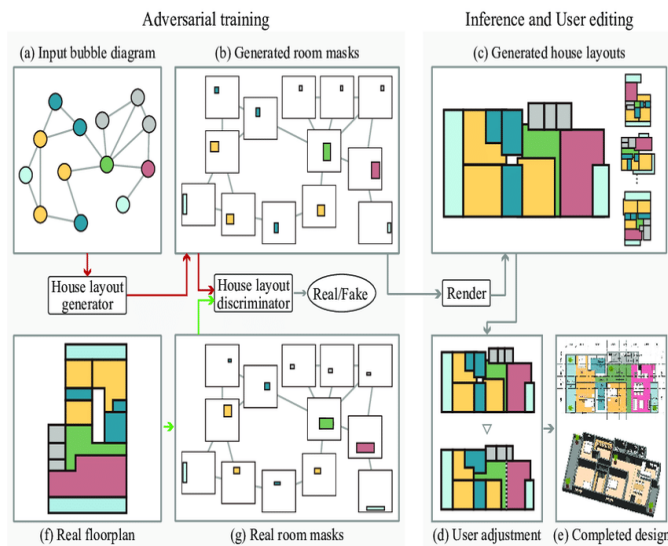 Adversarial training
Inference and User editing
(a) Input bubble diagram
(b) Generated room masks
(c) Generated house layouts
House layout
generator
House layout
discriminator
Real/Fake
Render
(f) Real floorplan
(g) Real room masks
(d) User adjustment
(e) Completed design